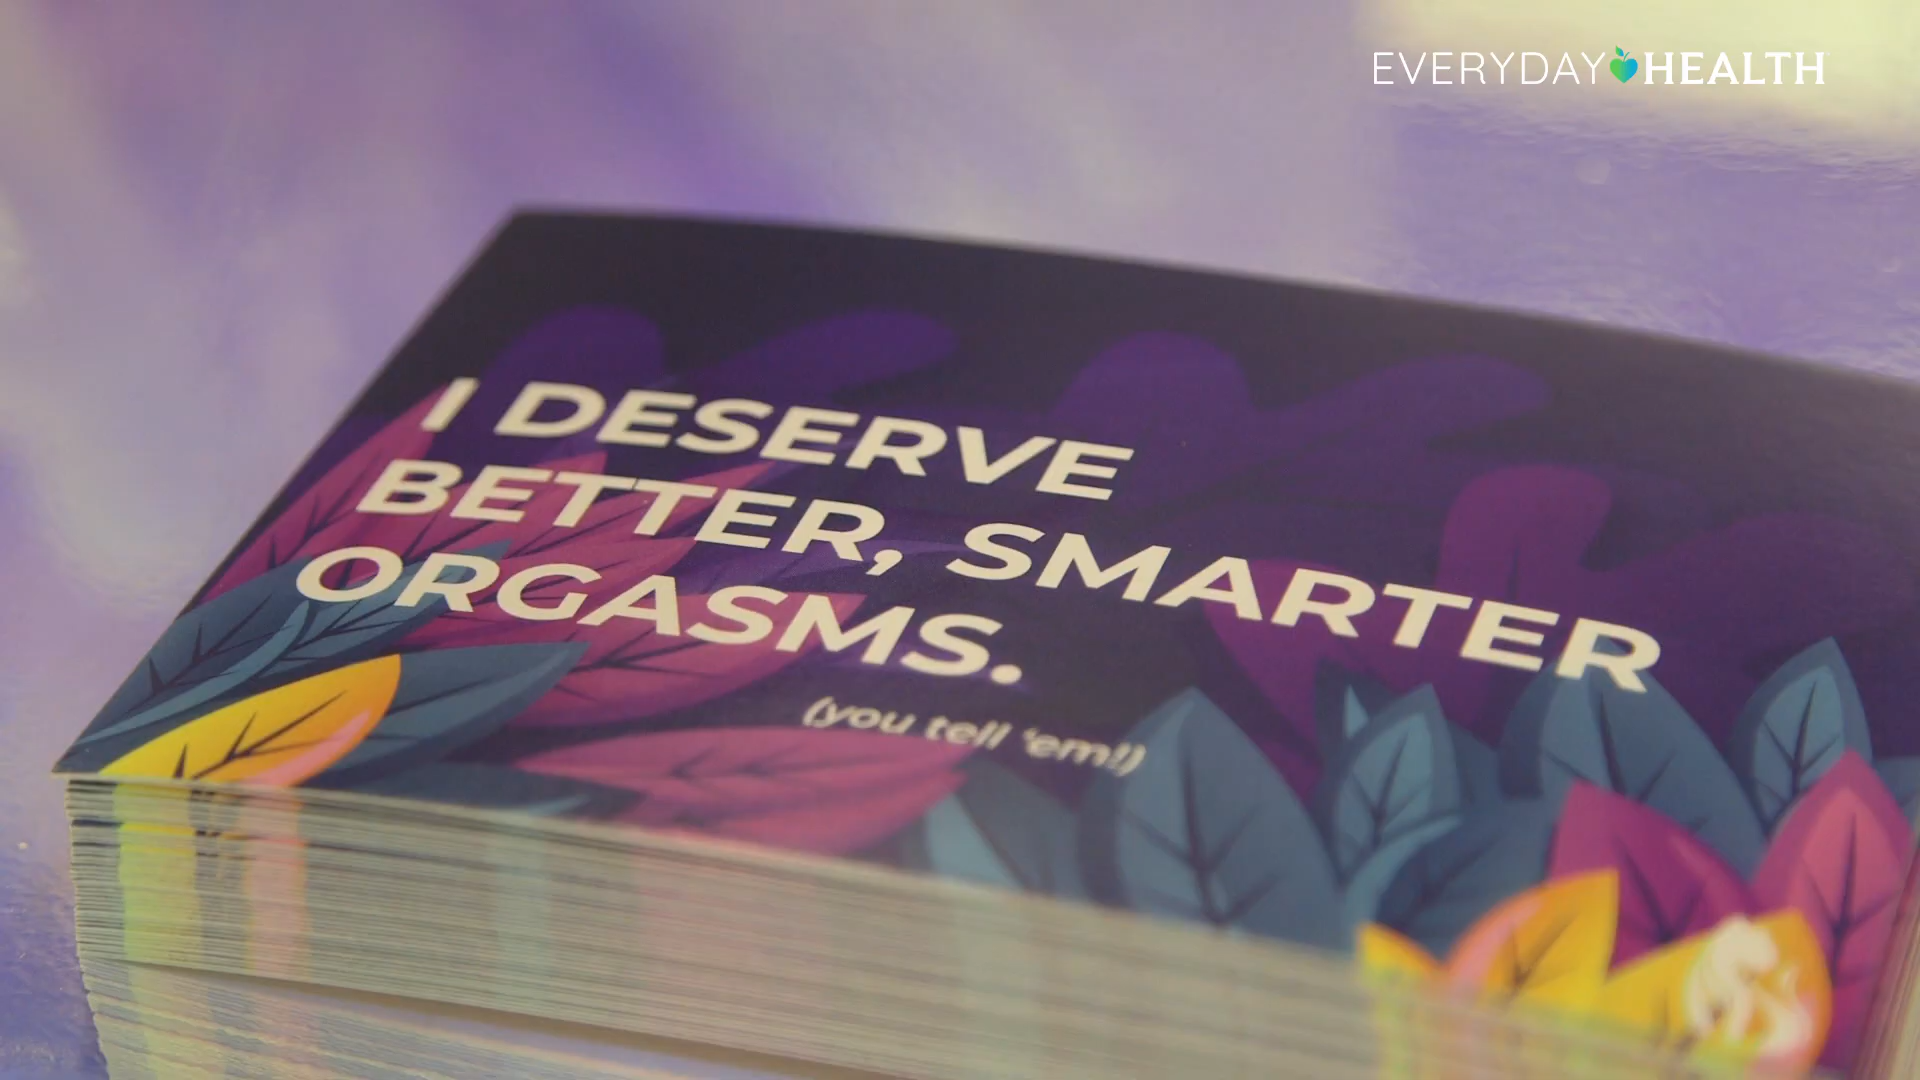 EVERYDAY HEALTH
I DESERVE
BETTER, SMARTER
ORGASMS.
(you tell ‘em!)